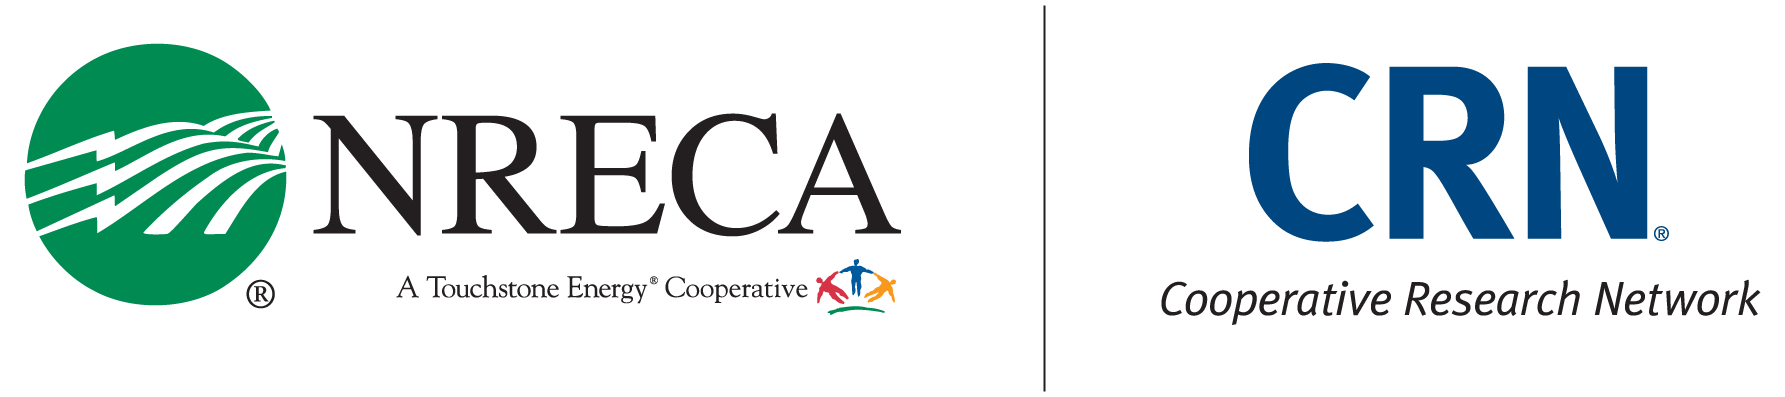 NRECA
®
A Touchstone Energy® Cooperative
CRN®
Cooperative Research Network